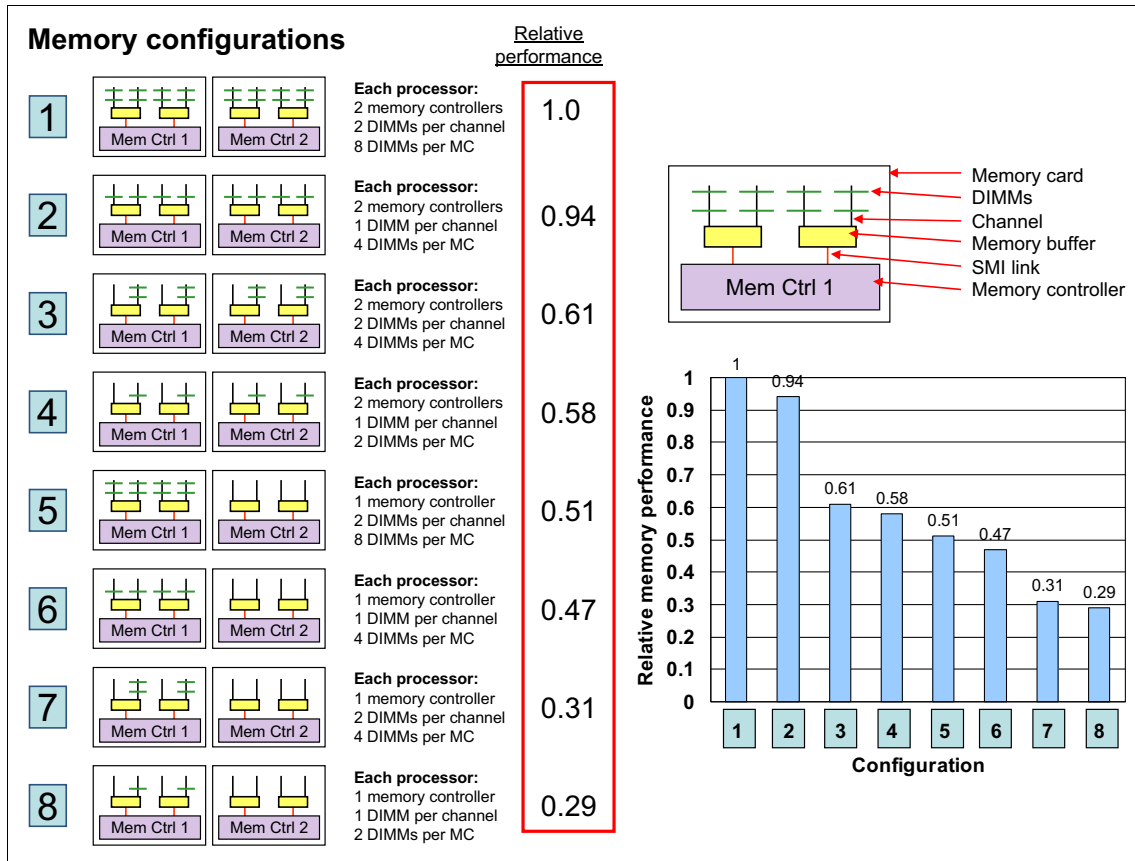 Memory configurations
Relative
performance
1
Mem Ctrl 1
Mem Ctrl 2
Each processor:
2 memory controllers
2 DIMMs per channel
8 DIMMs per MC
1.0
2
Mem Ctrl 1
Mem Ctrl 2
Each processor:
2 memory controllers
1 DIMM per channel
4 DIMMs per MC
0.94
3
Mem Ctrl 1
Mem Ctrl 2
Each processor:
2 memory controllers
2 DIMMs per channel
4 DIMMs per MC
0.61
4
Mem Ctrl 1
Mem Ctrl 2
Each processor:
2 memory controllers
1 DIMM per channel
2 DIMMs per MC
0.58
5
Mem Ctrl 1
Mem Ctrl 2
Each processor:
1 memory controller
2 DIMMs per channel
8 DIMMs per MC
0.51
6
Mem Ctrl 1
Mem Ctrl 2
Each processor:
1 memory controller
1 DIMM per channel
4 DIMMs per MC
0.47
7
Mem Ctrl 1
Mem Ctrl 2
Each processor:
1 memory controller
2 DIMMs per channel
4 DIMMs per MC
0.31
8
Mem Ctrl 1
Mem Ctrl 2
Each processor:
1 memory controller
1 DIMM per channel
2 DIMMs per MC
0.29
Memory card
DIMMs
Channel
Memory buffer
SMI link
Memory controller
Mem Ctrl 1
Relative memory performance
1
0.9
0.8
0.7
0.6
0.5
0.4
0.3
0.2
0.1
0
1
0.94
0.61
0.58
0.51
0.47
0.31
0.29
1 2 3 4 5 6 7 8
Configuration